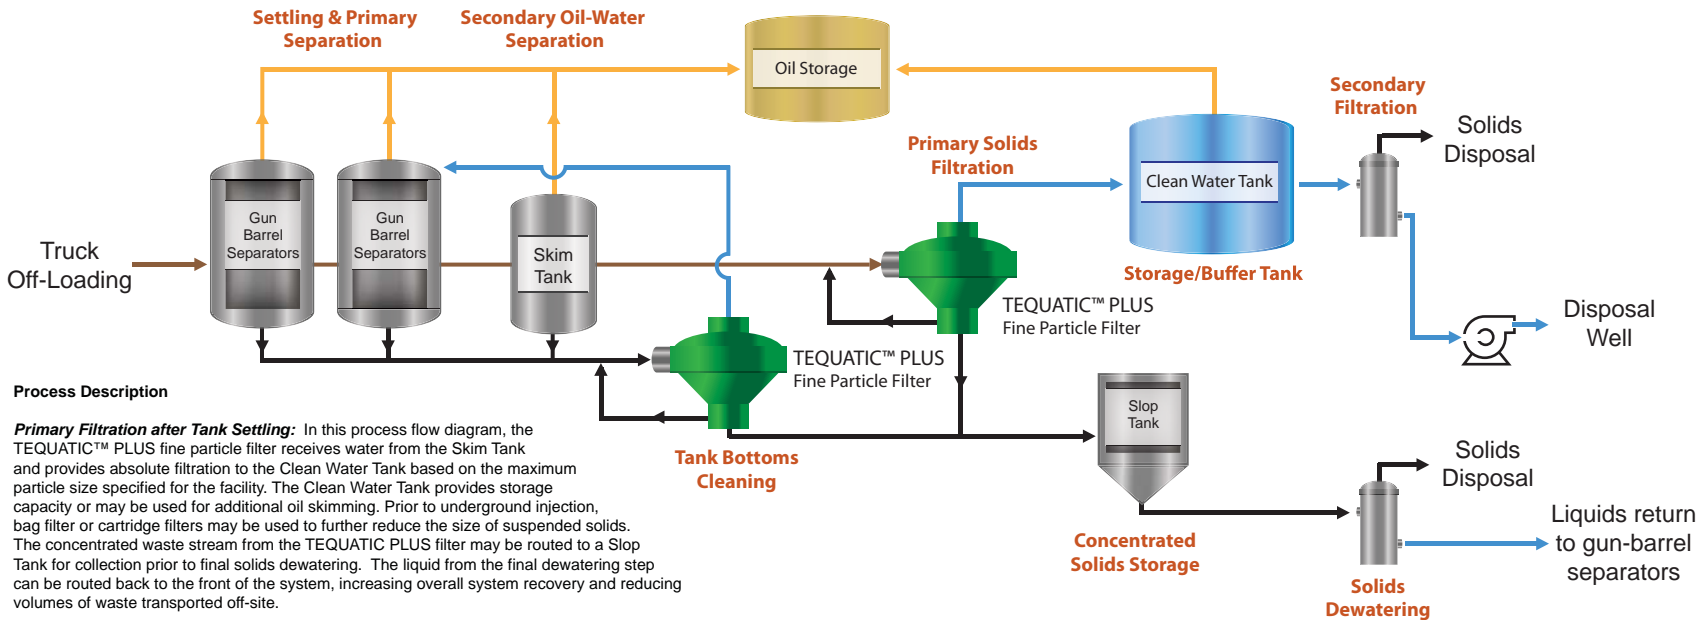 Settling & Primary
Separation
Secondary Oil-Water
Separation
Oil Storage
Secondary
Filtration
Solids
Disposal
Primary Solids
Filtration
Clean Water Tank
Gun
Barrel
Separators
Gun
Barrel
Separators
Skim
Tank
Truck
Off-Loading
Storage/Buffer Tank
TEQUATIC™ PLUS
Fine Particle Filter
Disposal
Well
TEQUATIC™ PLUS
Fine Particle Filter
Slop
Tank
Tank Bottoms
Cleaning
Solids
Disposal
Concentrated
Solids Storage
Liquids return
to gun-barrel
separators
Solids
Dewatering
Process Description
Primary Filtration after Tank Settling: In this process flow diagram, the
TEQUATIC™ PLUS fine particle filter receives water from the Skim Tank
and provides absolute filtration to the Clean Water Tank based on the maximum
particle size specified for the facility. The Clean Water Tank provides storage
capacity or may be used for additional oil skimming. Prior to underground injection,
bag filter or cartridge filters may be used to further reduce the size of suspended solids.
The concentrated waste stream from the TEQUATIC PLUS filter may be routed to a Slop
Tank for collection prior to final solids dewatering. The liquid from the final dewatering step
can be routed back to the front of the system, increasing overall system recovery and reducing
volumes of waste transported off-site.